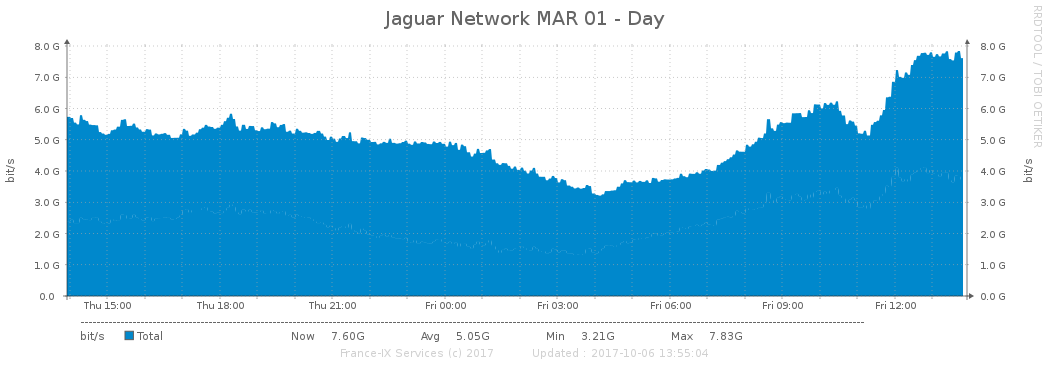 Jaguar Network MAR 01 - Day
RRDTOOL / TOBI OETIKER
bit/s
8.0 G
7.0 G
6.0 G
5.0 G
4.0 G
3.0 G
2.0 G
1.0 G
0.0
8.0 G
7.0 G
6.0 G
5.0 G
4.0 G
3.0 G
2.0 G
1.0 G
0.0 G
bit/s
Thu 15:00 Thu 18:00 Thu 21:00 Fri 00:00 Fri 03:00 Fri 06:00 Fri 09:00 Fri 12:00
bit/s Total Now 7.60G Avg 5.05G Min 3.21G Max 7.83G
France-IX Services (c) 2017 Updated : 2017-10-06 13:55:04